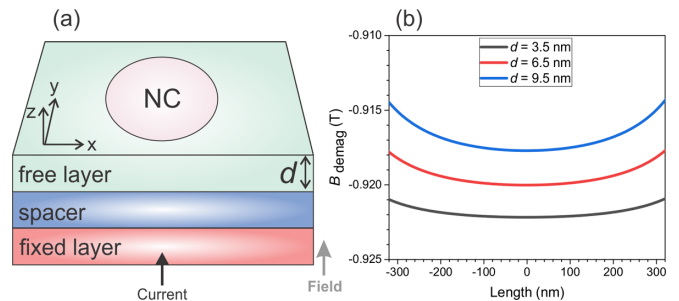 (a)
NC
z
y
x
free layer
d
spacer
fixed layer
Current
Field
(b)
-0.910
-0.915
-0.920
-0.925
B demag (T)
d = 3.5 nm
d = 6.5 nm
d = 9.5 nm
-300 -200 -100 0 100 200 300
Length (nm)